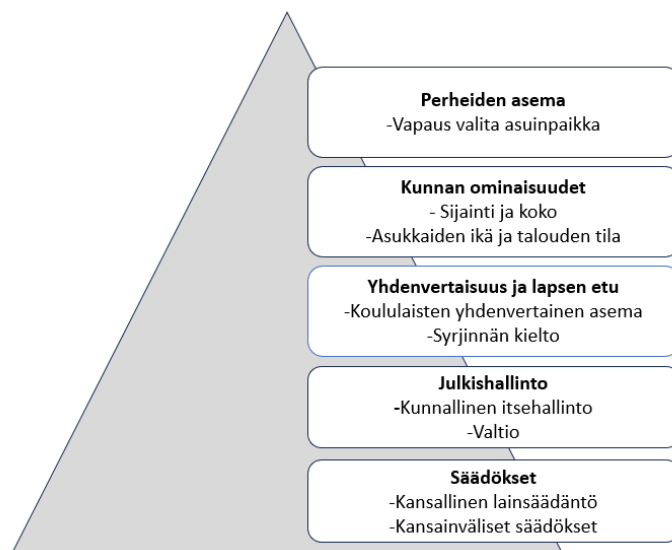 Perheiden asema
-Vapaus valita asuinpaikka
Kunnan ominaisuudet
- Sijainti ja koko
-Asukkaiden ikä ja talouden tila
Yhdenvertaisuus ja lapsen etu
-Koululaisten yhdenvertainen asema
-Syrjinnän kielto
Julkishallinto
-Kunnallinen itsehallinto
-Valtio
Säädökset
-Kansallinen lainsäädäntö
-Kansainväliset säädökset